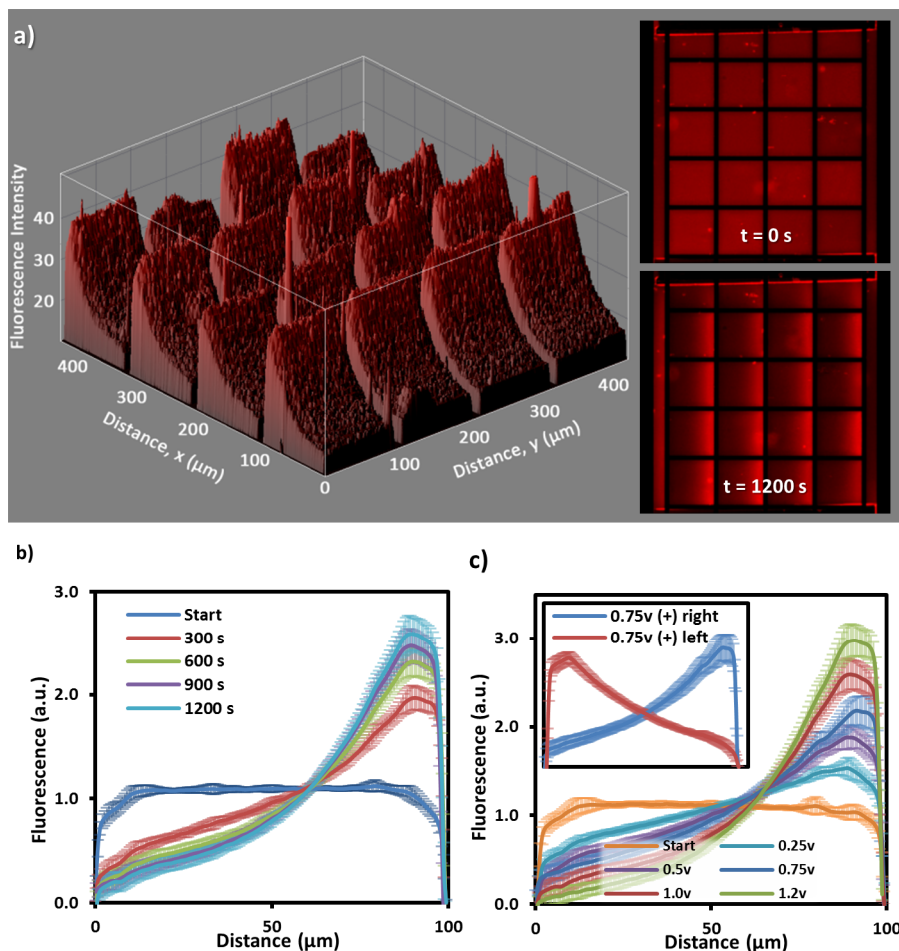 a)
Fluorescence Intensity
40
30
20
400
300
200
100
0
Distance, x (µm)
100
200
300
400
Distance, y (µm)
t = 0 s
t = 1200 s
b)
3.0
2.0
1.0
0.0
Fluorescence (a.u.)
Start
300 s
600 s
900 s
1200 s
0
50
100
Distance (µm)
c)
3.0
2.0
1.0
0.0
Fluorescence (a.u.)
0.75v (+) right
0.75v (+) left
Start 0.25v
0.5v 0.75v
1.0v 1.2v
0
50
100
Distance (µm)